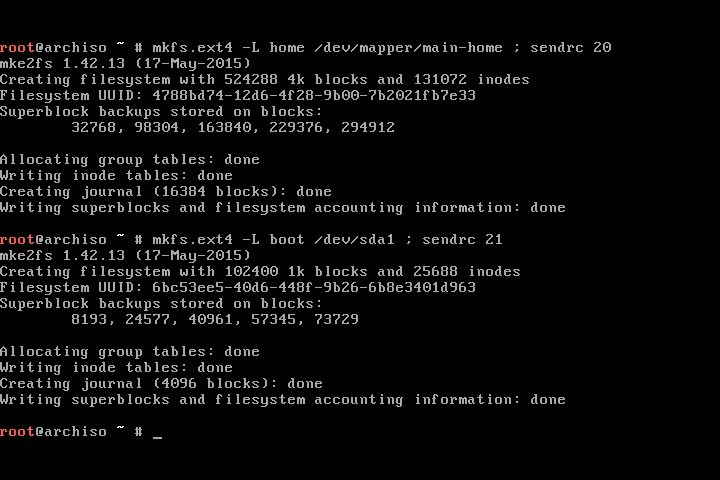 root@archiso ~ # mkfs.ext4 -L home /dev/mapper/main-home ; sendrc 20
mke2fs 1.42.13 (17-May-2015)
Creating filesystem with 524288 4k blocks and 131072 inodes
Filesystem UUID: 4788bd74-12d6-4f28-9b00-7b2021fb7e33
Superblock backups stored on blocks:
        32768, 98304, 163840, 229376, 294912

Allocating group tables: done
Writing inode tables: done
Creating journal (16384 blocks): done
Writing superblocks and filesystem accounting information: done

root@archiso ~ # mkfs.ext4 -L boot /dev/sda1 ; sendrc 21
mke2fs 1.42.13 (17-May-2015)
Creating filesystem with 102400 1k blocks and 25688 inodes
Filesystem UUID: 6bc53ee5-40d6-448f-9b26-6b8e3401d963
Superblock backups stored on blocks:
        8193, 24577, 40961, 57345, 73729

Allocating group tables: done
Writing inode tables: done
Creating journal (4096 blocks): done
Writing superblocks and filesystem accounting information: done

root@archiso ~ # _